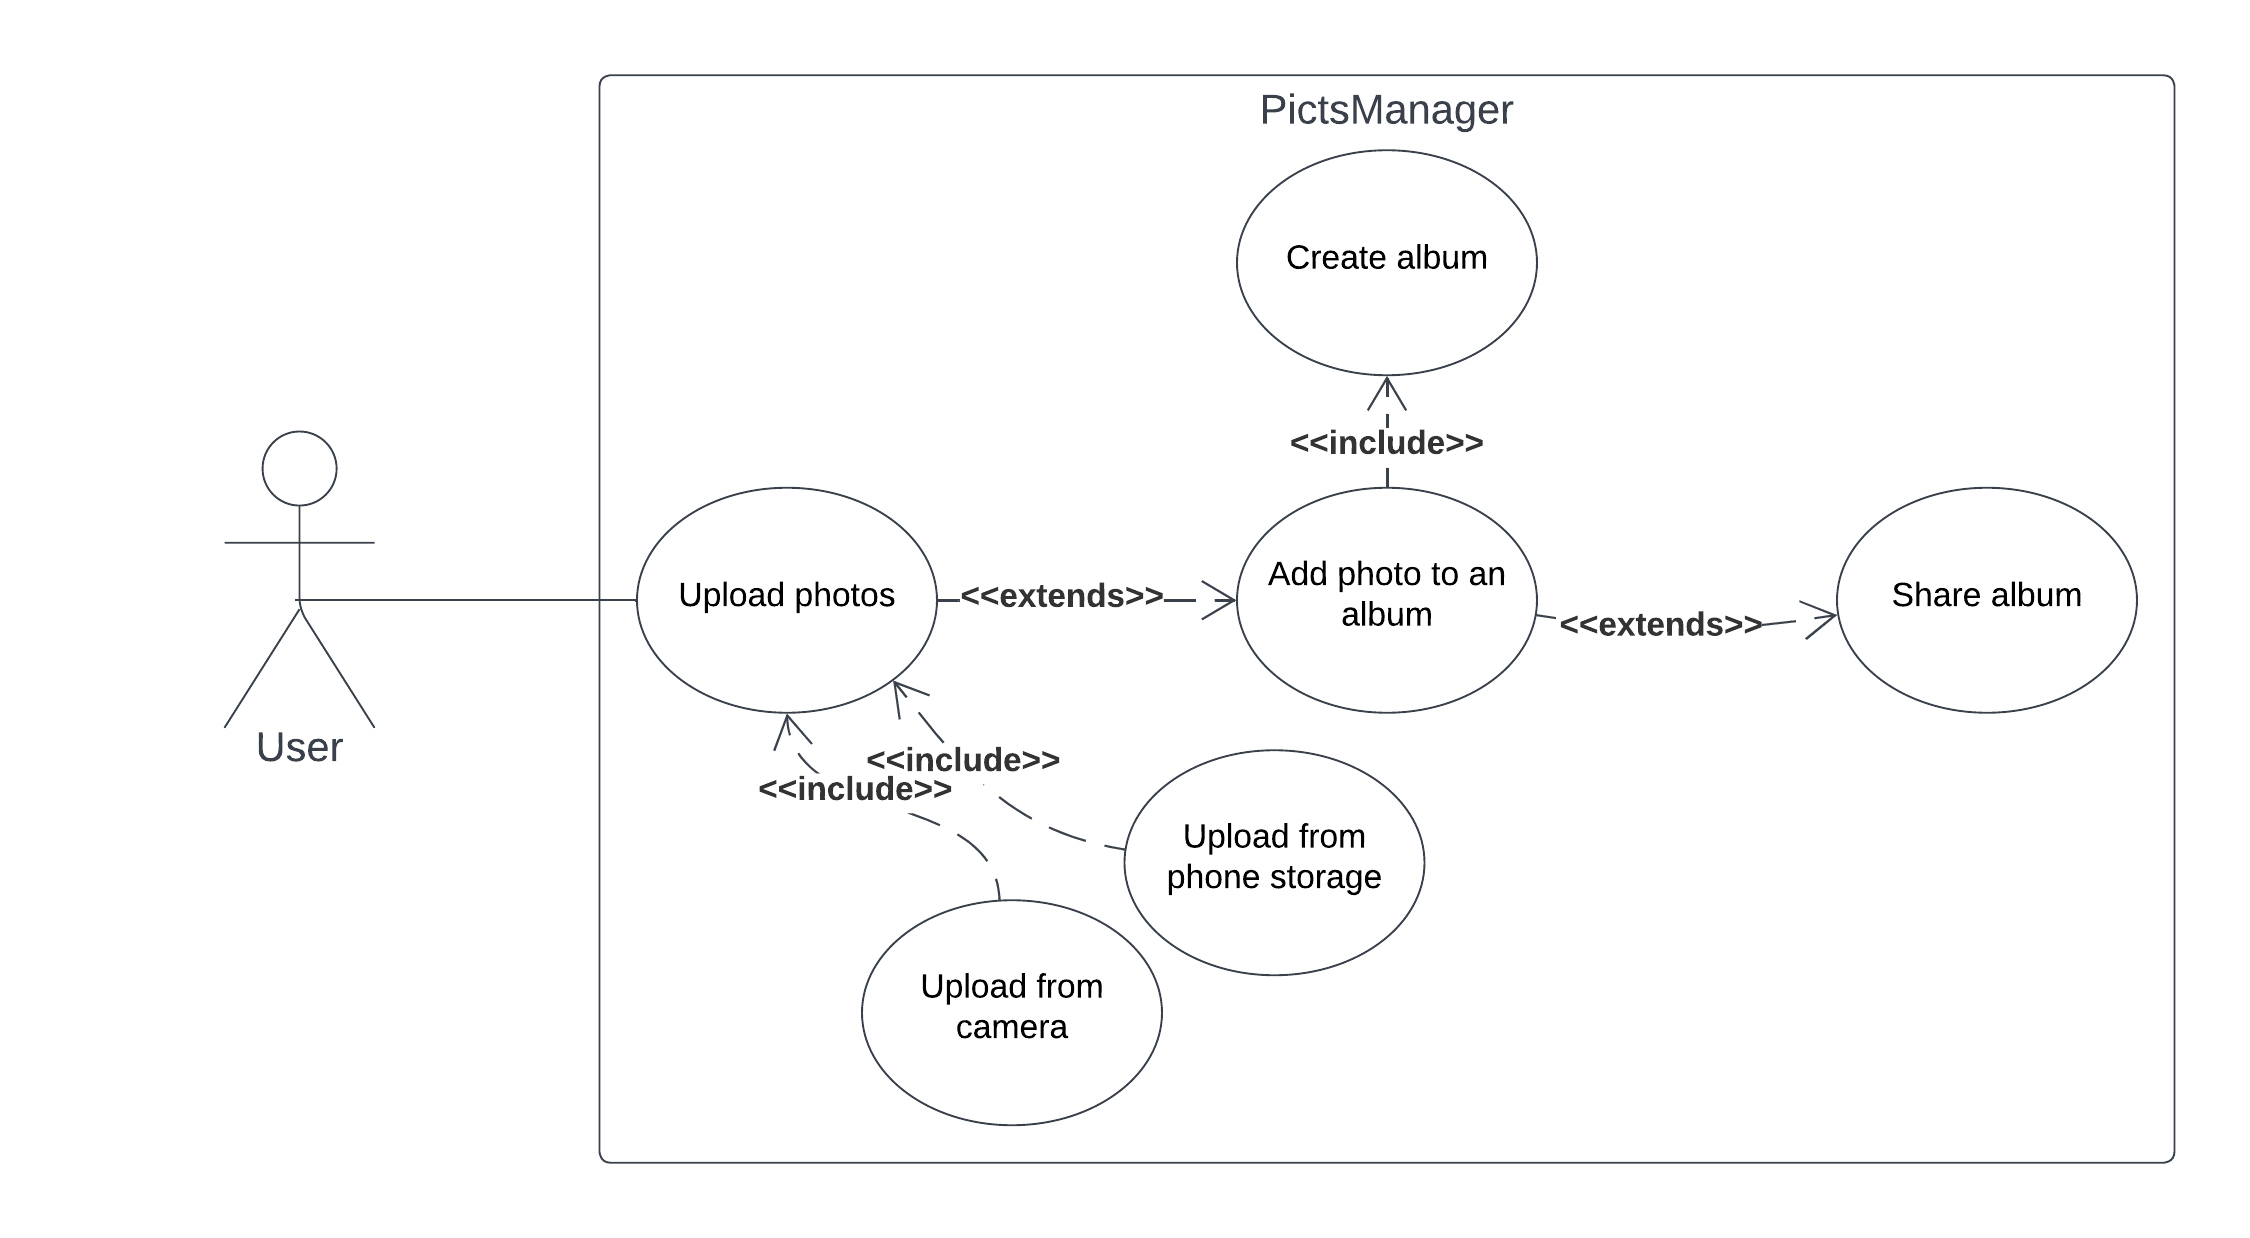 PictsManager
Create album
<<include>>
Upload photos
<<extends>>
Add photo to an
album
<<extends>>
Share album
User
<<include>>
<<include>>
Upload from
phone storage
Upload from
camera